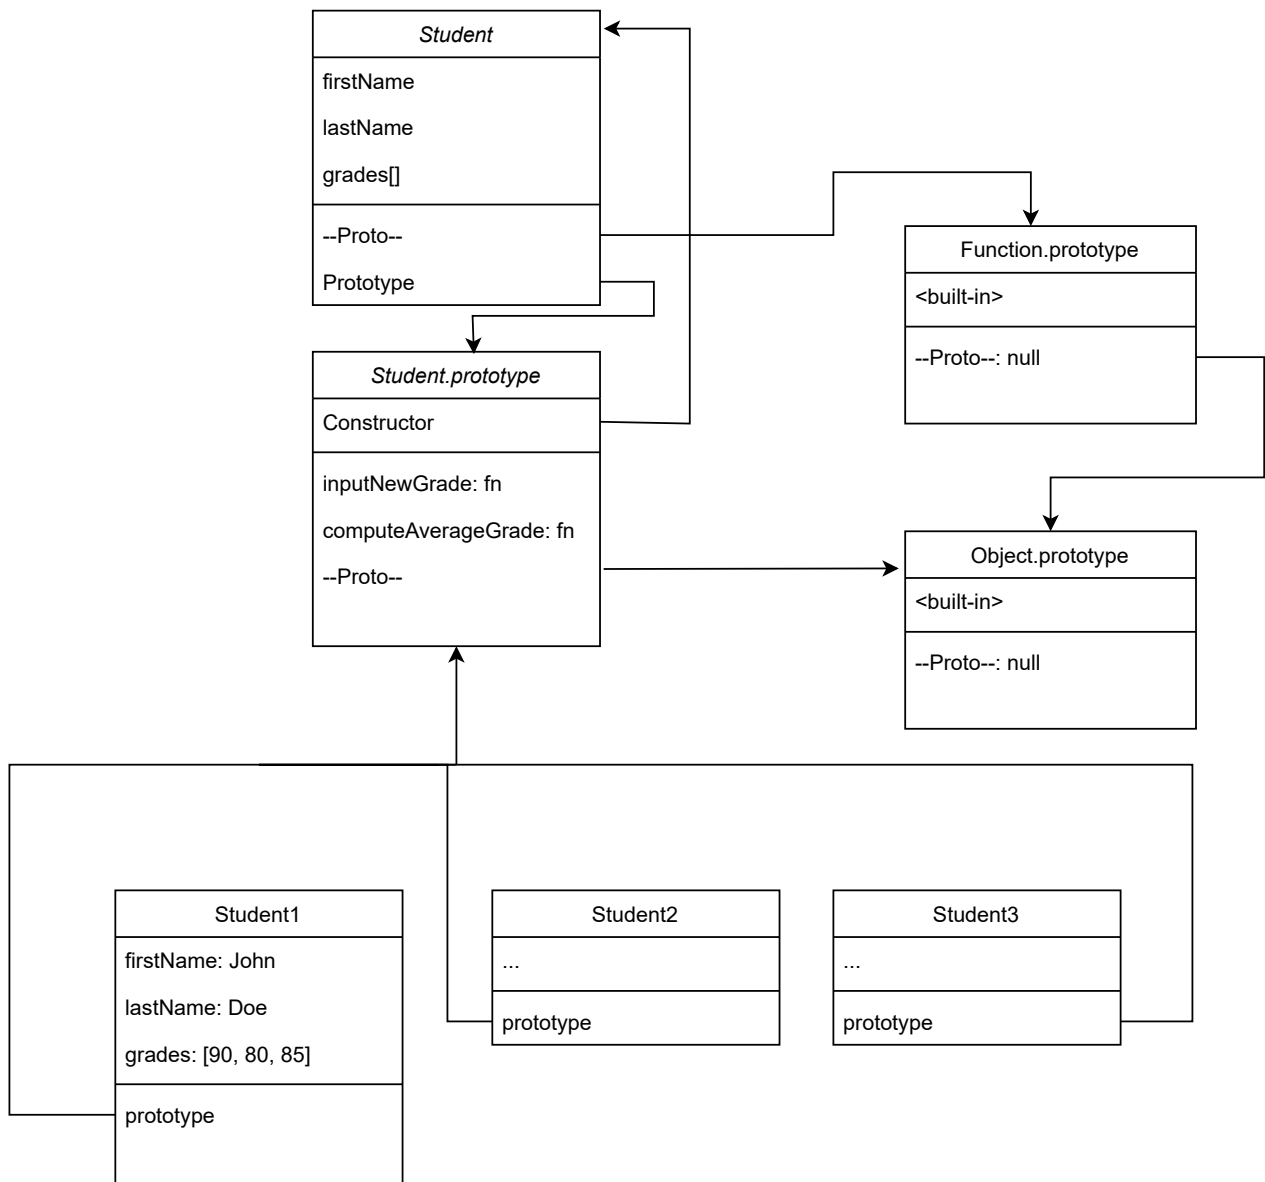 Student
firstName
lastName
grades[]
--Proto--
Prototype
Function.prototype
<built-in>
--Proto--: null
Student.prototype
Constructor
inputNewGrade: fn
computeAverageGrade: fn
--Proto--
Object.prototype
<built-in>
--Proto--: null
Student1
firstName: John
lastName: Doe
grades: [90, 80, 85]
prototype
Student2
...
prototype
Student3
...
prototype